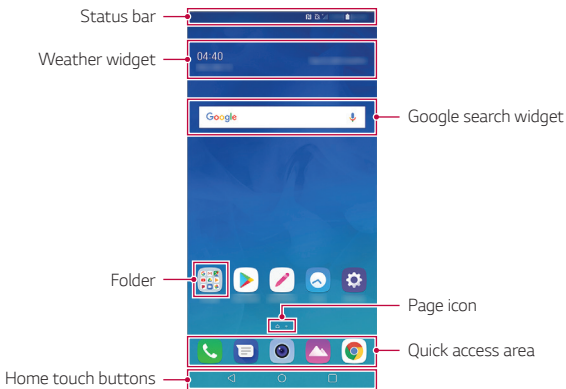 Status bar
Weather widget
04:40
Google
Google search widget
Folder
Page icon
Quick access area
Home touch buttons